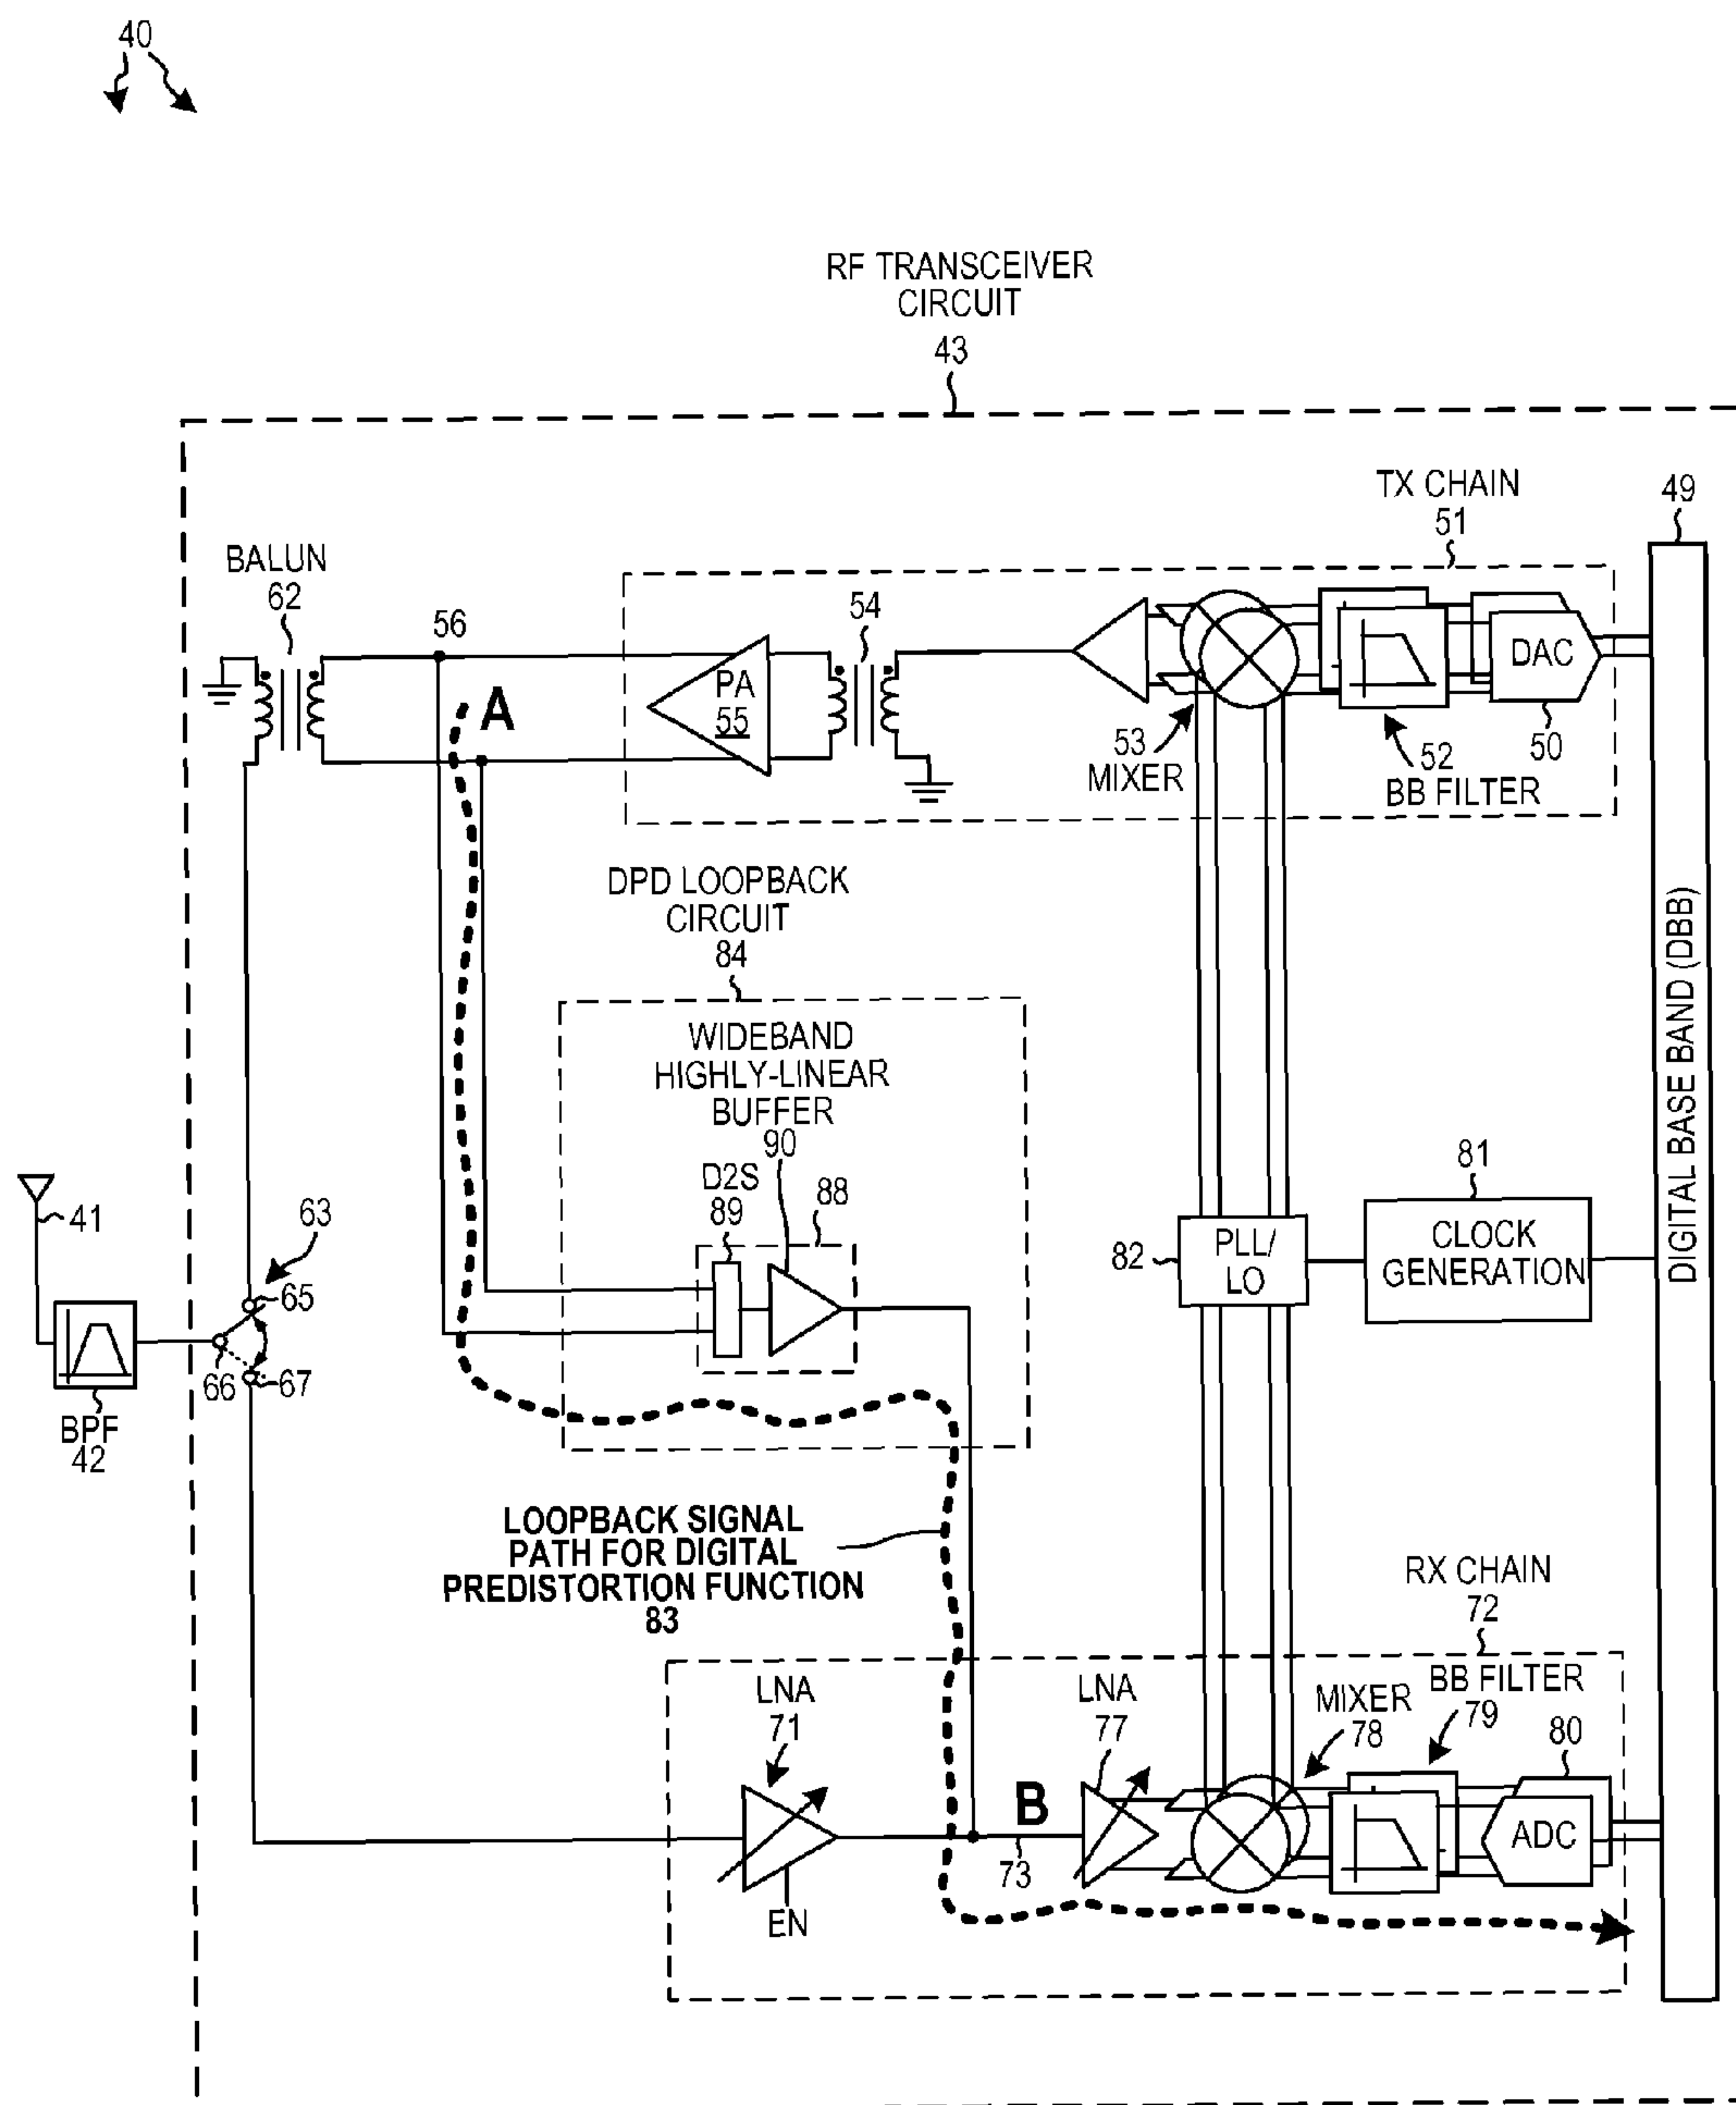 40
RF TRANSCEIVER
CIRCUIT
43
TX CHAIN
51
49
BALUN
62
56
54
A
PA
55
53
MIXER
52
BB FILTER
DAC
50
DIGITAL BASE BAND (DBB)
DPD LOOPBACK
CIRCUIT
84
WIDEBAND
HIGHLY-LINEAR
BUFFER
90
D2S
89
88
41
63
65
66
67
BPF
42
82
PLL/
LO
81
CLOCK
GENERATION
LOOPBACK SIGNAL
PATH FOR DIGITAL
PREDISTORTION FUNCTION
83
RX CHAIN
72
LNA
71
EN
B
73
LNA
77
MIXER
78
BB FILTER
79
80
ADC